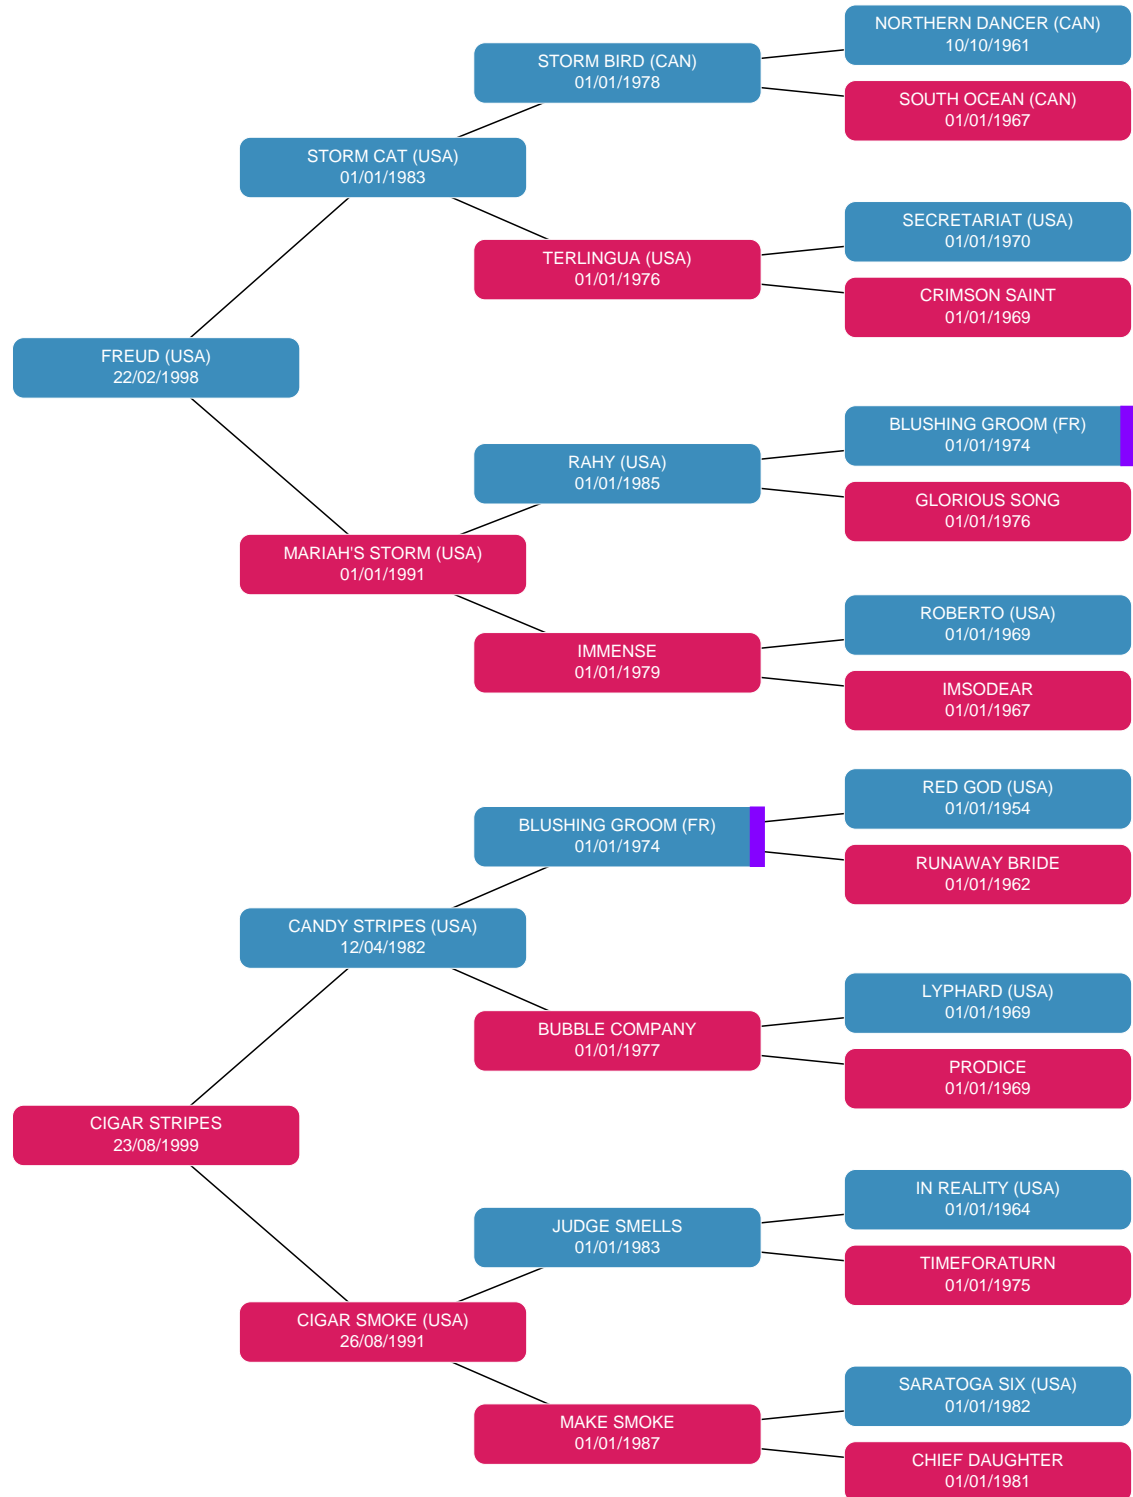 NORTHERN DANCER (CAN)
10/10/1961
STORM BIRD (CAN)
01/01/1978
SOUTH OCEAN (CAN)
01/01/1967
STORM CAT (USA)
01/01/1983
SECRETARIAT (USA)
01/01/1970
TERLINGUA (USA)
01/01/1976
CRIMSON SAINT
01/01/1969
FREUD (USA)
22/02/1998
BLUSHING GROOM (FR)
01/01/1974
RAHY (USA)
01/01/1985
GLORIOUS SONG
01/01/1976
MARIAH'S STORM (USA)
01/01/1991
ROBERTO (USA)
01/01/1969
IMMENSE
01/01/1979
IMSODEAR
01/01/1967
RED GOD (USA)
01/01/1954
BLUSHING GROOM (FR)
01/01/1974
RUNAWAY BRIDE
01/01/1962
CANDY STRIPES (USA)
12/04/1982
LYPHARD (USA)
01/01/1969
BUBBLE COMPANY
01/01/1977
PRODICE
01/01/1969
CIGAR STRIPES
23/08/1999
IN REALITY (USA)
01/01/1964
JUDGE SMELLS
01/01/1983
TIMEFORATURN
01/01/1975
CIGAR SMOKE (USA)
26/08/1991
SARATOGA SIX (USA)
01/01/1982
MAKE SMOKE
01/01/1987
CHIEF DAUGHTER
01/01/1981